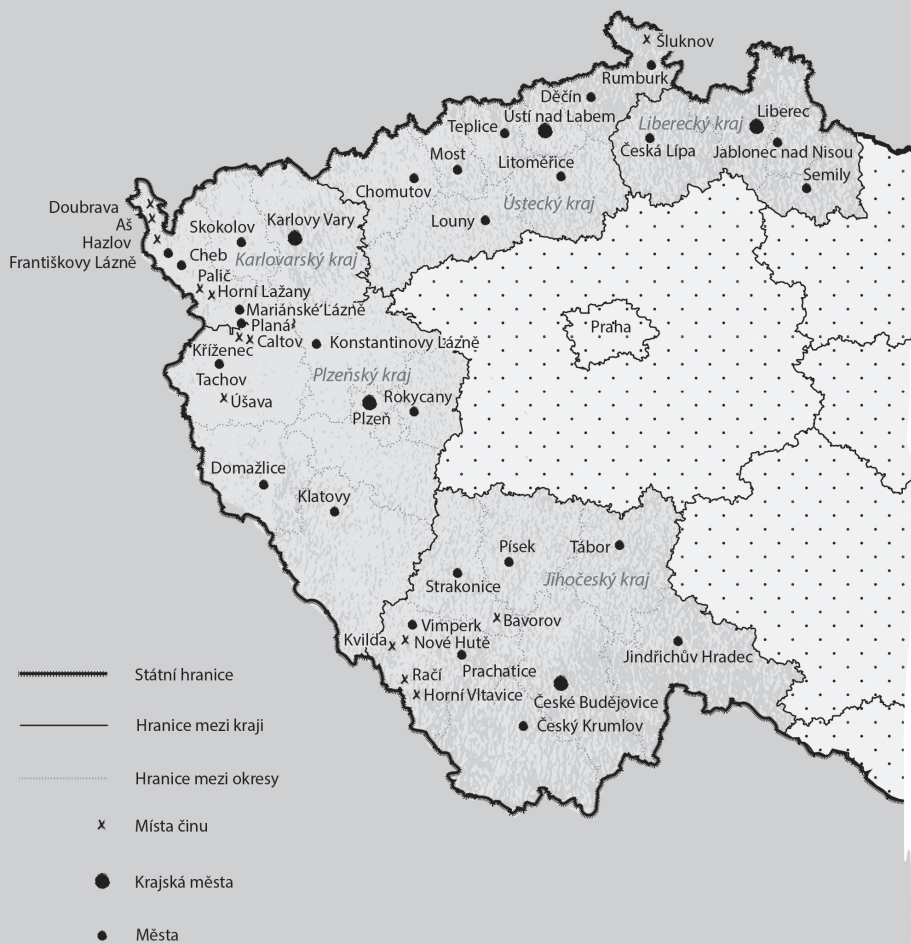 Šluknov
Rumburk
Děčín
Ústí nad Labem
Liberec
Liberecký kraj
Teplice
Česká Lípa
Jablonec nad Nisou
Most
Litoměřice
Semily
Chomutov
Ústecký kraj
Louny
Doubrava
Aš
Hazlov
Františkovy Lázně
Skokolov
Karlovy Vary
Cheb
Karlovarský kraj
Palič
Horní Lažany
Mariánské Lázně
Planá
Caltov
Kříženec
Konstantinovy Lázně
Praha
Tachov
Plzeňský kraj
Úšava
Rokycany
Plzeň
Domažlice
Klatovy
Písek
Tábor
Strakonice
Jihočeský kraj
Bavorov
Vimperk
Kvilda
Nové Hutě
Jindřichův Hradec
Prachatice
Račí
Horní Vltavice
České Budějovice
Český Krumlov
Státní hranice
Hranice mezi kraji
Hranice mezi okresy
Místa činu
Krajská města
Města